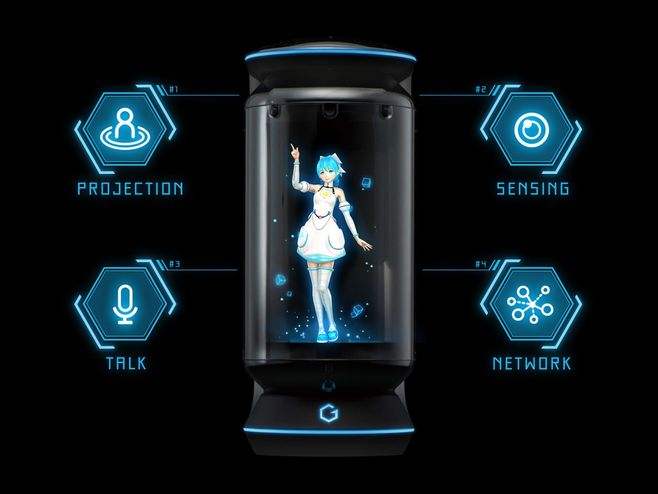 #1
PROJECTION
#2
SENSING
#3
TALK
#4
NETWORK
G